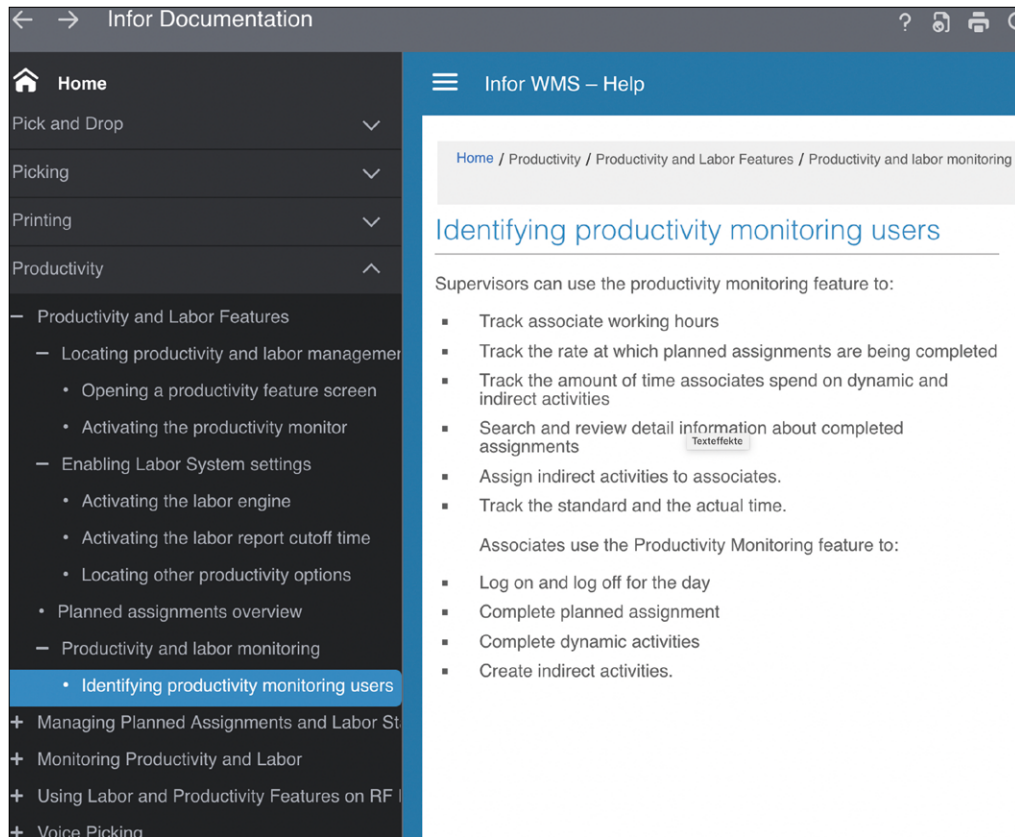 Infor Documentation
?
Home
Pick and Drop
Picking
Printing
Productivity
Productivity and Labor Features
Locating productivity and labor
Opening a productivity feature screen
Activating the productivity monitor
Enabling Labor System settings
Activating the labor engine
Activating the labor report cutoff time
Locating other productivity options
Planned assignments overview
Productivity and labor monitoring
Identifying productivity monitoring users
Managing Planned Assignments and Labor
Monitoring Productivity and Labor
Using Labor and Productivity Features on RF
Voice Picking
Infor WMS – Help
Home / Productivity / Productivity and Labor Features / Productivity and labor monitoring
Identifying productivity monitoring users
Supervisors can use the productivity monitoring feature to:
Track associate working hours
Track the rate at which planned assignments are being completed
Track the amount of time associates spend on dynamic and
indirect activities
Search and review detail information about completed
Texteffekte
assignments
Assign indirect activities to associates.
Track the standard and the actual time.
Associates use the Productivity Monitoring feature to:
Log on and log off for the day
Complete planned assignment
Complete dynamic activities
Create indirect activities.